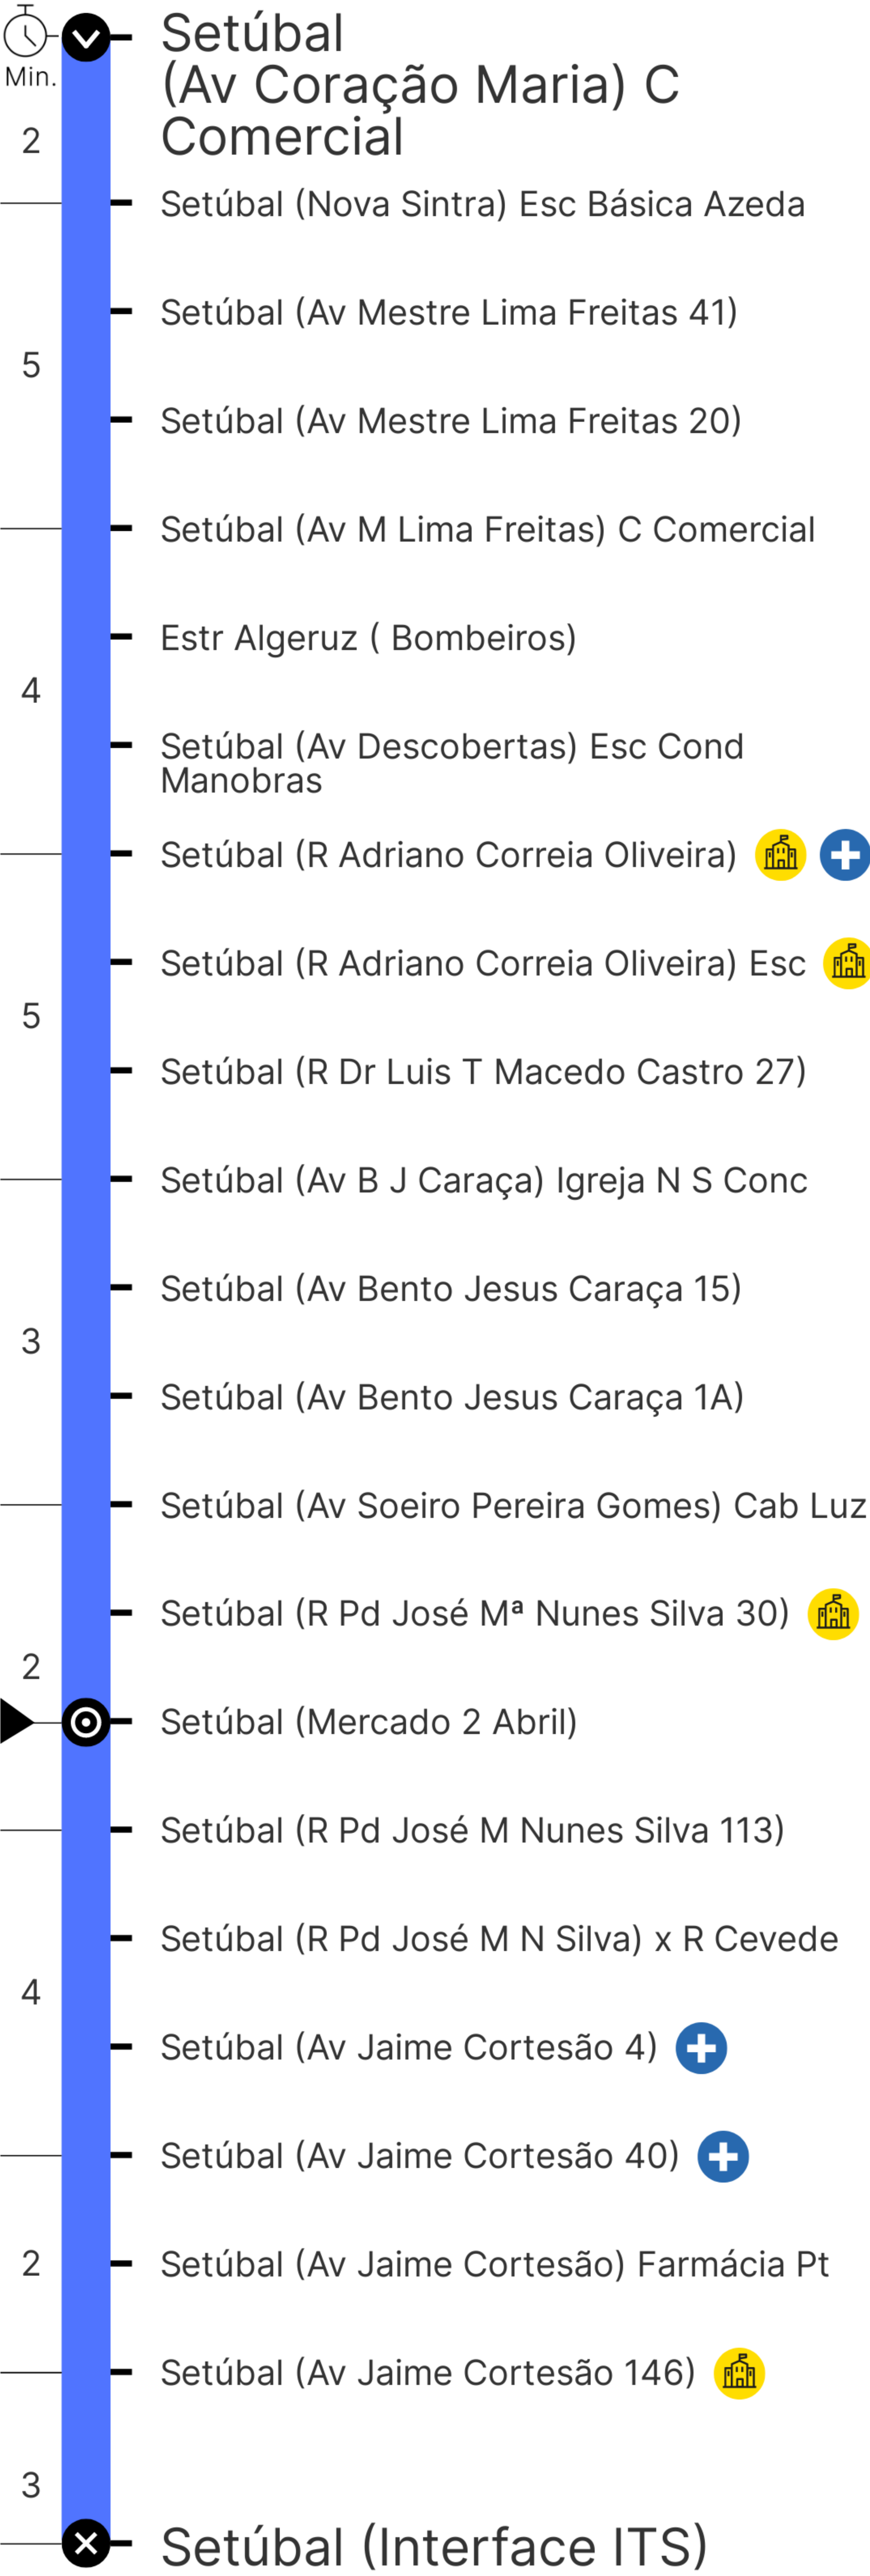 Setúbal
(Av Coração Maria) C
Comercial
Min.
2
Setúbal (Nova Sintra) Esc Básica Azeda
Setúbal (Av Mestre Lima Freitas 41)
5
Setúbal (Av Mestre Lima Freitas 20)
Setúbal (Av M Lima Freitas) C Comercial
Estr Algeruz ( Bombeiros)
4
Setúbal (Av Descobertas) Esc Cond
Manobras
Setúbal (R Adriano Correia Oliveira)
Setúbal (R Adriano Correia Oliveira) Esc
5
Setúbal (R Dr Luis T Macedo Castro 27)
Setúbal (Av B J Caraça) Igreja N S Conc
Setúbal (Av Bento Jesus Caraça 15)
3
Setúbal (Av Bento Jesus Caraça 1A)
Setúbal (Av Soeiro Pereira Gomes) Cab Luz
Setúbal (R Pd José Mª Nunes Silva 30)
2
Setúbal (Mercado 2 Abril)
Setúbal (R Pd José M Nunes Silva 113)
Setúbal (R Pd José M N Silva) x R Cevede
4
Setúbal (Av Jaime Cortesão 4)
Setúbal (Av Jaime Cortesão 40)
2
Setúbal (Av Jaime Cortesão) Farmácia Pt
Setúbal (Av Jaime Cortesão 146)
3
Setúbal (Interface ITS)